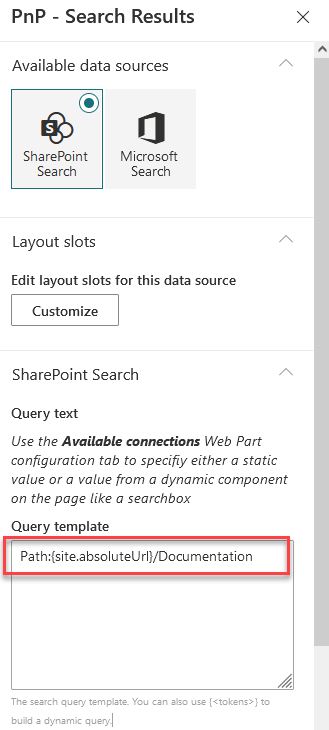 PnP - Search Results
Available data sources
SharePoint
Search
Microsoft
Search
Layout slots
Edit layout slots for this data source
Customize
SharePoint Search
Query text
Use the Available connections Web Part
configuration tab to specifiy either a static
value or a value from a dynamic component
on the page like a searchbox
Query template
Path:{site.absoluteUrl}/Documentation
The search query template. You can also use {<tokens>} to
build a dynamic query.